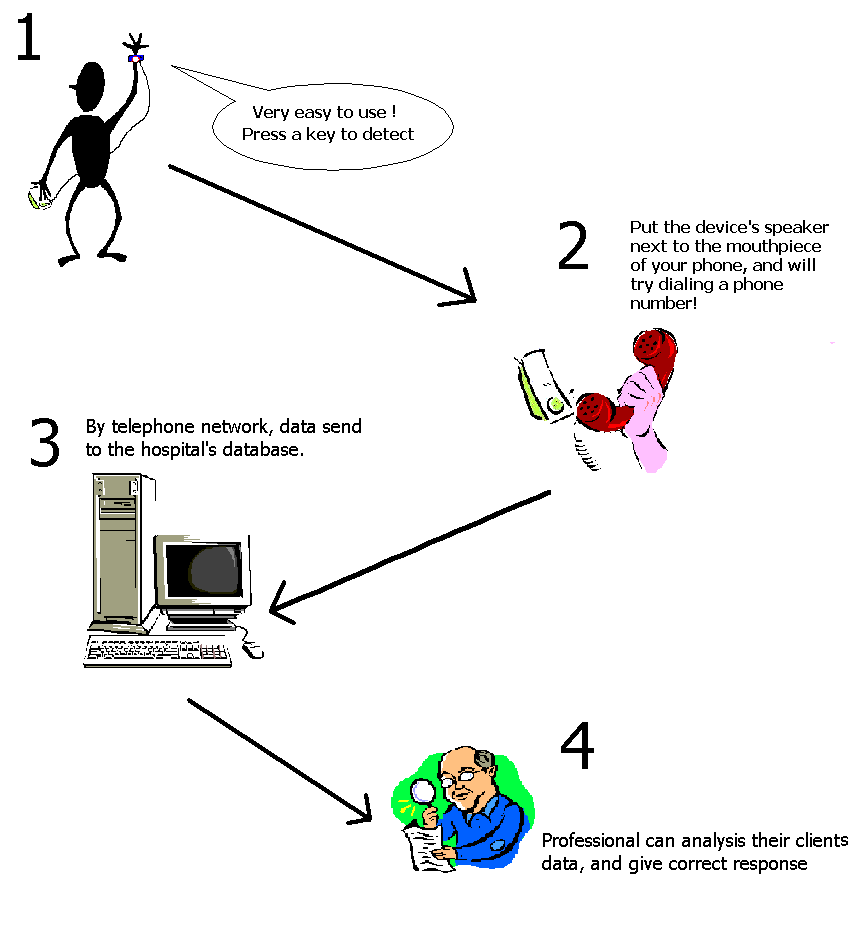 1
Very easy to use !
Press a key to detect
2
Put the device's speaker
next to the mouthpiece
of your phone, and will
try dialing a phone
number!
3
By telephone network, data send
to the hospital's database.
4
Professional can analysis their clients
data, and give correct response